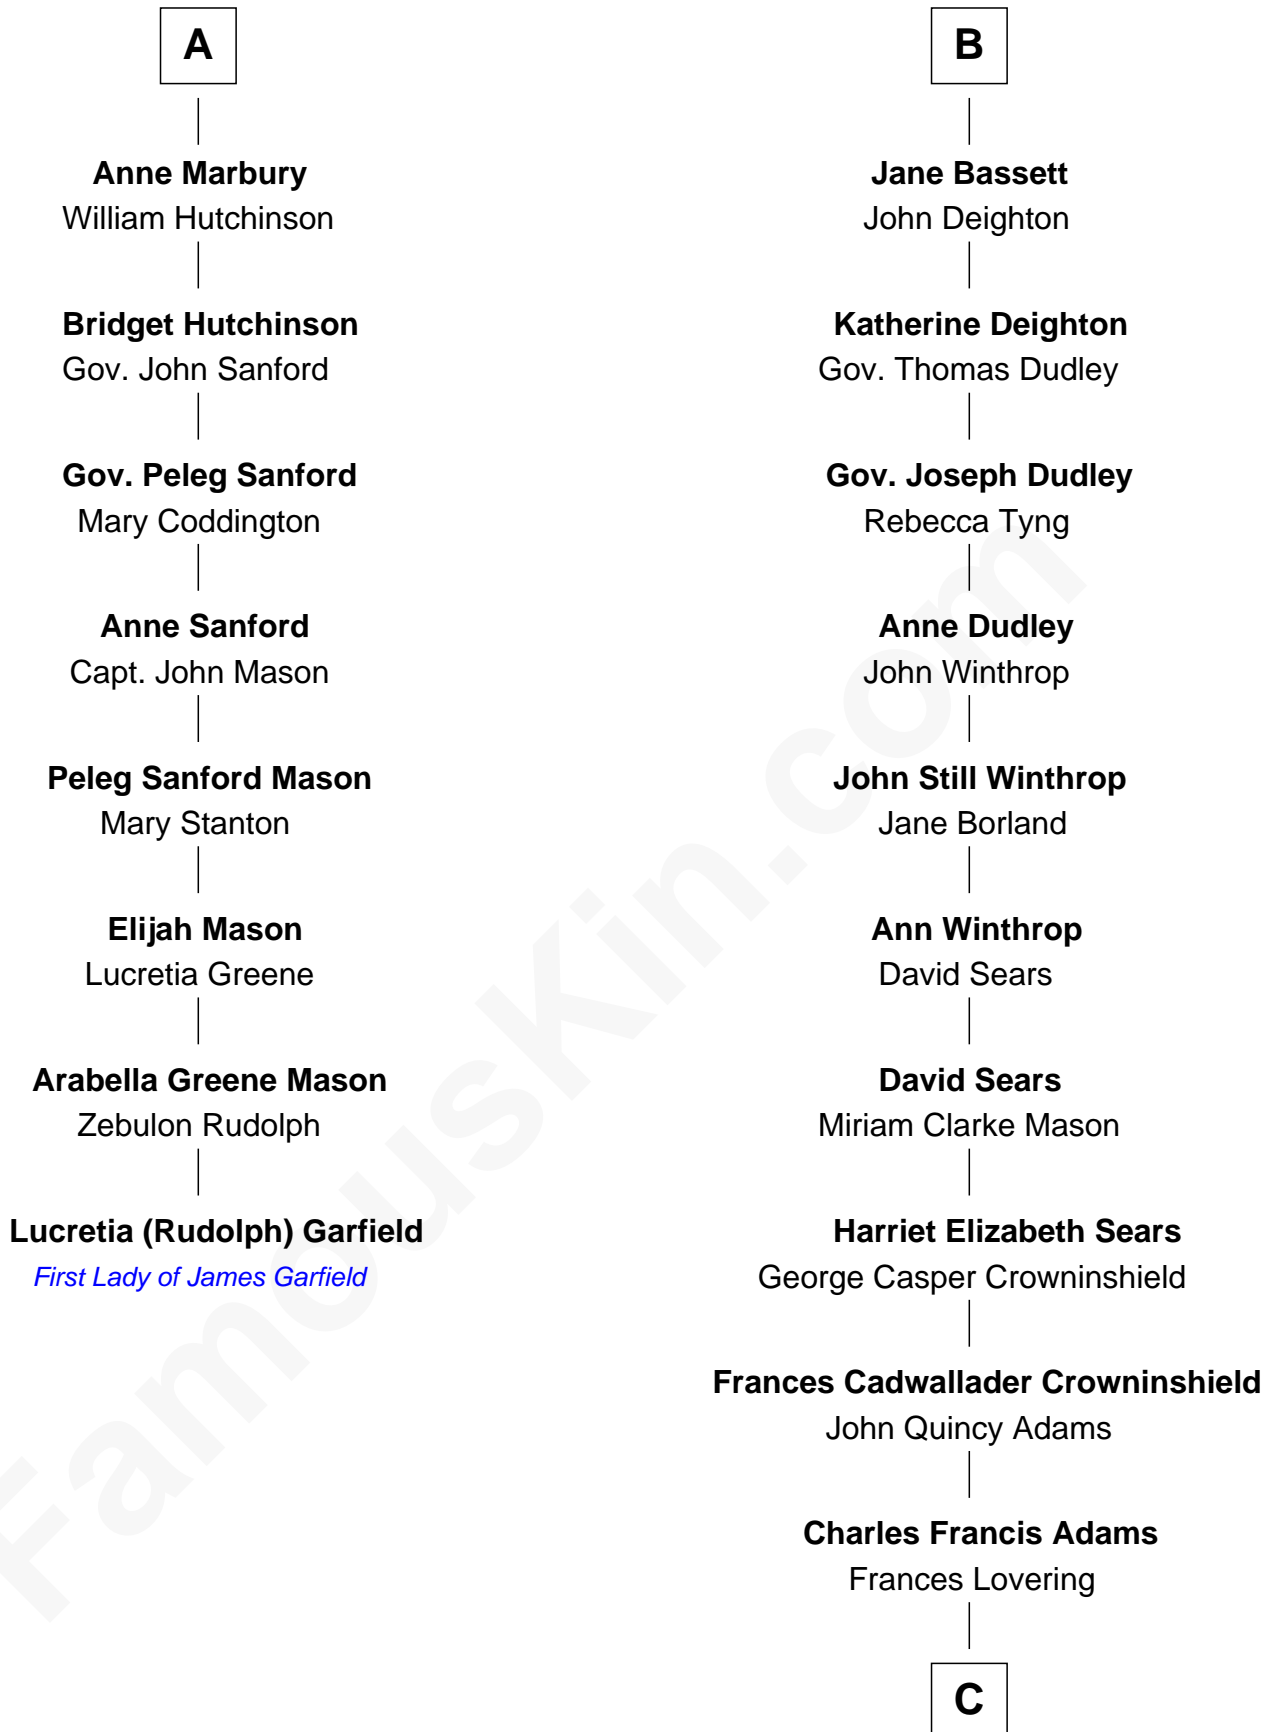 A
Anne Marbury
William Hutchinson
Bridget Hutchinson
Gov. John Sanford
Gov. Peleg Sanford
Mary Coddington
Anne Sanford
Capt. John Mason
Peleg Sanford Mason
Mary Stanton
Elijah Mason
Lucretia Greene
Arabella Greene Mason
Zebulon Rudolph
Lucretia (Rudolph) Garfield
First Lady of James Garfield
B
Jane Bassett
John Deighton
Katherine Deighton
Gov. Thomas Dudley
Gov. Joseph Dudley
Rebecca Tyng
Anne Dudley
John Winthrop
John Still Winthrop
Jane Borland
Ann Winthrop
David Sears
David Sears
Miriam Clarke Mason
Harriet Elizabeth Sears
George Casper Crowninshield
Frances Cadwallader Crowninshield
John Quincy Adams
Charles Francis Adams
Frances Lovering
C
FamousKin.com